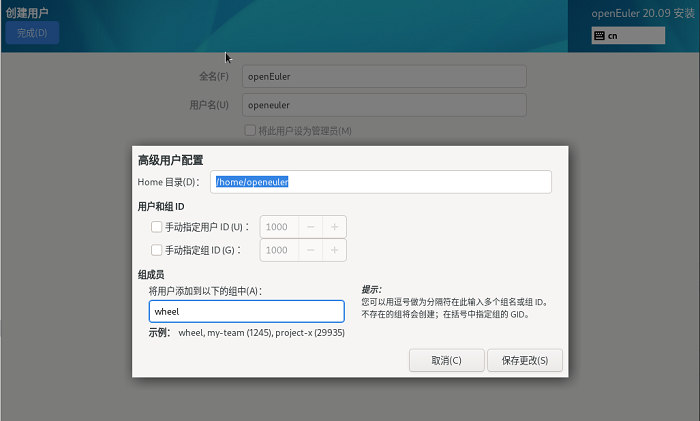 创建用户
openEuler 20.09 安装
完成(D)
cn
全名(F)
openEuler
用户名(U)
openeuler
将此用户设为管理员(M)
高级用户配置
Home 目录(D)：
/home/openeuler
用户和组 ID
手动指定用户 ID (U)：
1000
手动指定组 ID (G)：
1000
组成员
将用户添加到以下的组中(A)：
wheel
示例： wheel, my-team (1245), project-x (29935)
提示：
您可以用逗号做为分隔符在此输入多个组名或组 ID。
不存在的组将会创建；在括号中指定组的 GID。
取消(C)
保存更改(S)